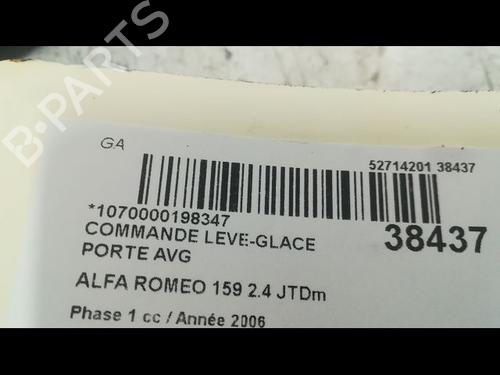 B-PARTS
GA
52714201 38437
*1070000198347
COMMANDE LEVE-GLACE
38437
PORTE AVG
ALFA ROMEO 159 2.4 JTDm
Phase 1 cc / Année 2006